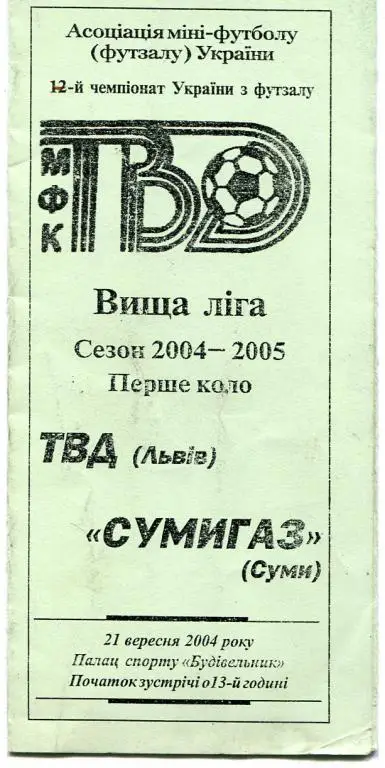 Асоціація міні-футболу
(футзалу) України
12-й чемпіонат України з футзалу
МФК ТВД
Вища ліга
Сезон 2004-2005
Перше коло
ТВД (Львів)
«СУМИГАЗ»
(Суми)
21 вересня 2004 року
Палац спорту «Будівельник»
Початок зустрічі о13-й годині